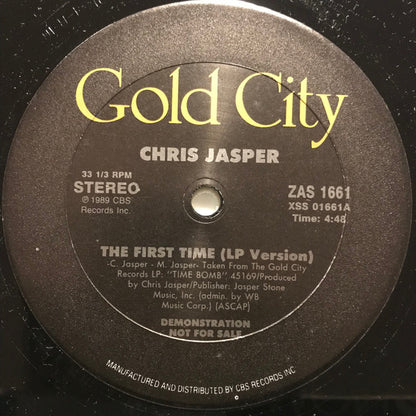 Gold City
CHRIS JASPER
33 1/3 RPM
STEREO
℗ 1989 CBS
Records Inc.
ZAS 1661
XSS 01661A
Time: 4:48
THE FIRST TIME (LP Version)
-C. Jasper - M. Jasper- Taken From The Gold City
Records LP: "TIME BOMB" 45169/Produced
by Chris Jasper/Publisher: Jasper Stone
Music, Inc. (admin. by WB
Music Corp.) (ASCAP)
DEMONSTRATION
NOT FOR SALE
MANUFACTURED AND DISTRIBUTED BY CBS RECORDS INC